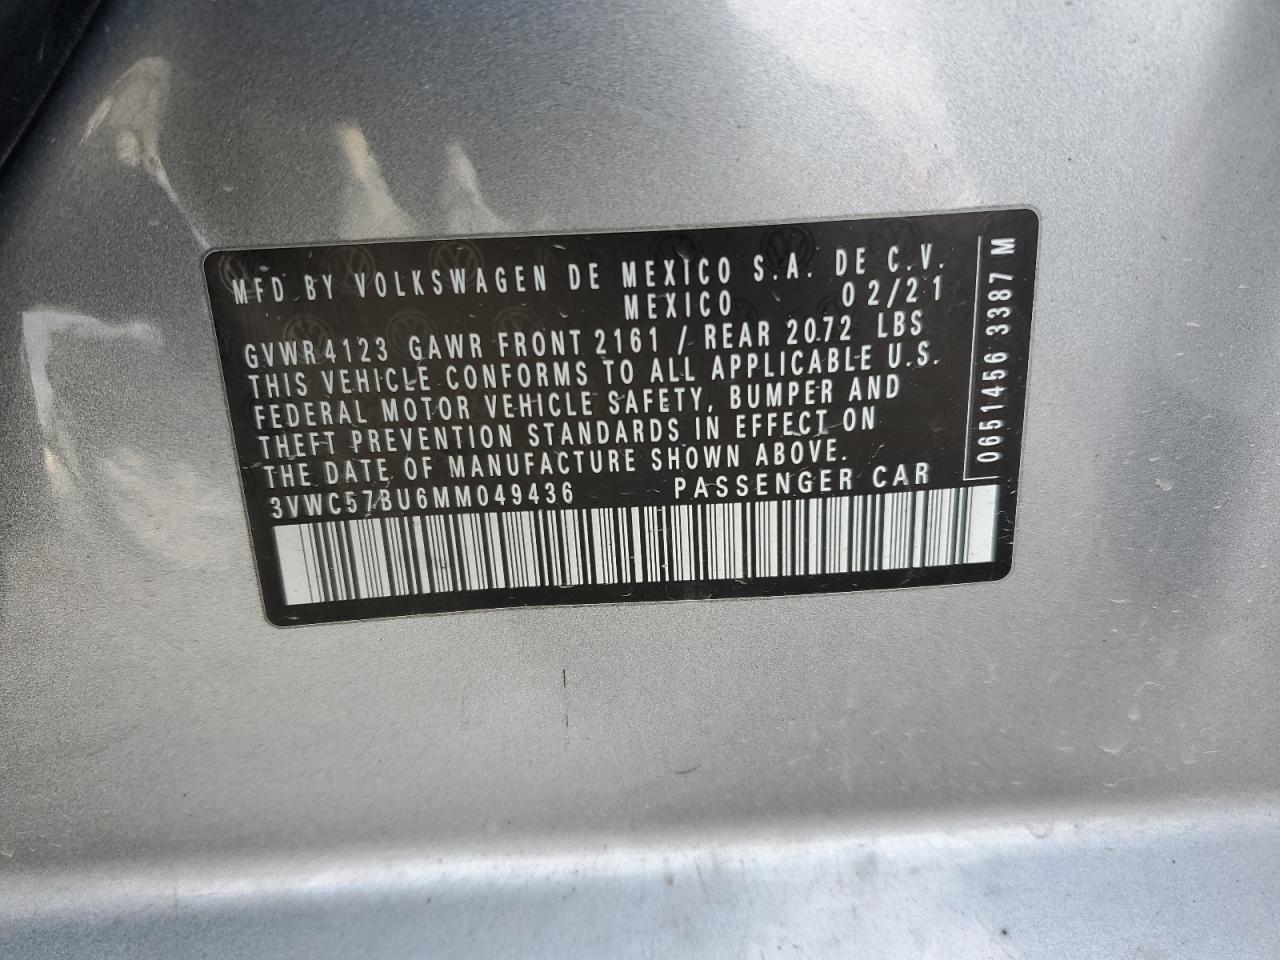 MFD BY VOLKSWAGEN DE MEXICO S.A. DE C.V.
MEXICO 02/21
GVWR 4123 GAWR FRONT 2161 / REAR 2072 LBS
THIS VEHICLE CONFORMS TO ALL APPLICABLE U.S.
FEDERAL MOTOR VEHICLE SAFETY, BUMPER AND
THEFT PREVENTION STANDARDS IN EFFECT ON
THE DATE OF MANUFACTURE SHOWN ABOVE.
3VWC57BU6MM049436 PASSENGER CAR
0651456 3387 M